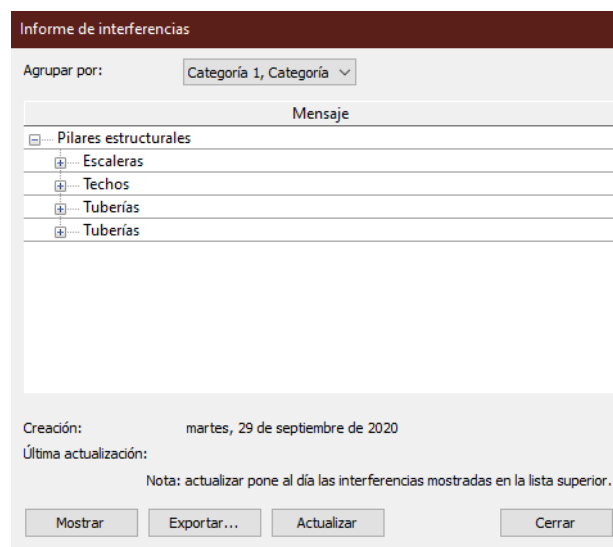 Informe de interferencias
Agrupar por: Categoría 1, Categoría
Mensaje
Pilares estructurales
Escaleras
Techos
Tuberías
Tuberías
Creación: martes, 29 de septiembre de 2020
Última actualización:
Nota: actualizar pone al día las interferencias mostradas en la lista superior.
Mostrar Exportar... Actualizar Cerrar